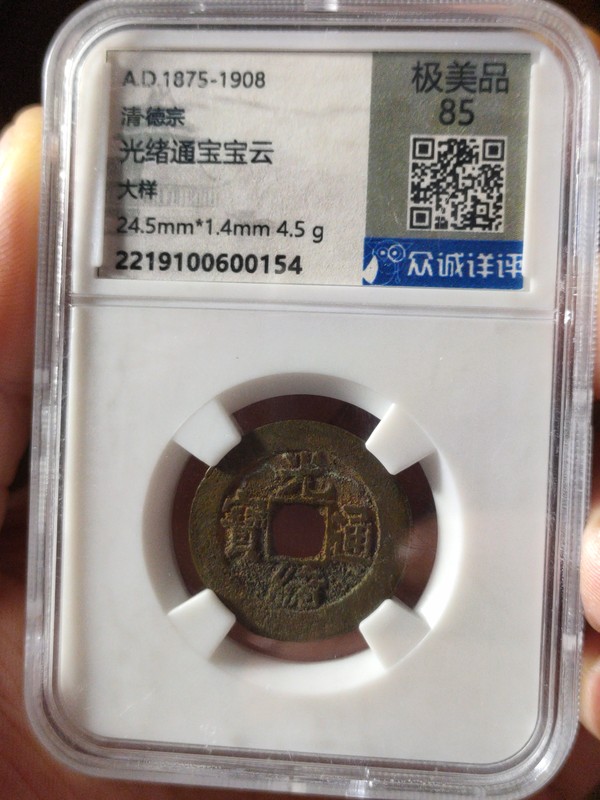 A.D.1875-1908
清·德宗
光绪通宝宝云
大样
24.5mm*1.4mm 4.5 g
2219100600154
极美品
85
众诚详评
光
緒
通
寶